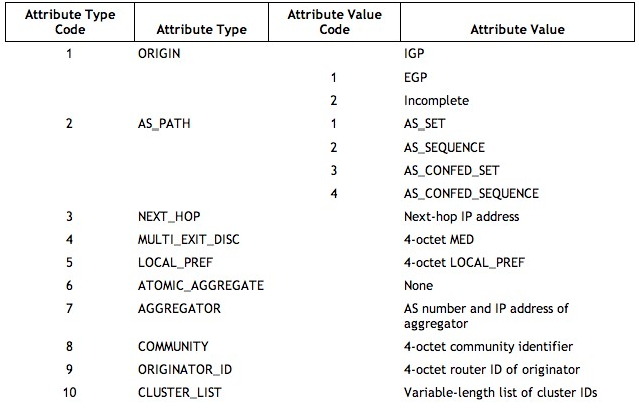 Attribute Type Code Attribute Type Attribute Value Code Attribute Value
1 ORIGIN IGP
1 EGP
2 Incomplete
2 AS_PATH 1 AS_SET
2 AS_SEQUENCE
3 AS_CONFED_SET
4 AS_CONFED_SEQUENCE
3 NEXT_HOP Next-hop IP address
4 MULTI_EXIT_DISC 4-octet MED
5 LOCAL_PREF 4-octet LOCAL_PREF
6 ATOMIC_AGGREGATE None
7 AGGREGATOR AS number and IP address of
aggregator
8 COMMUNITY 4-octet community identifier
9 ORIGINATOR_ID 4-octet router ID of originator
10 CLUSTER_LIST Variable-length list of cluster IDs